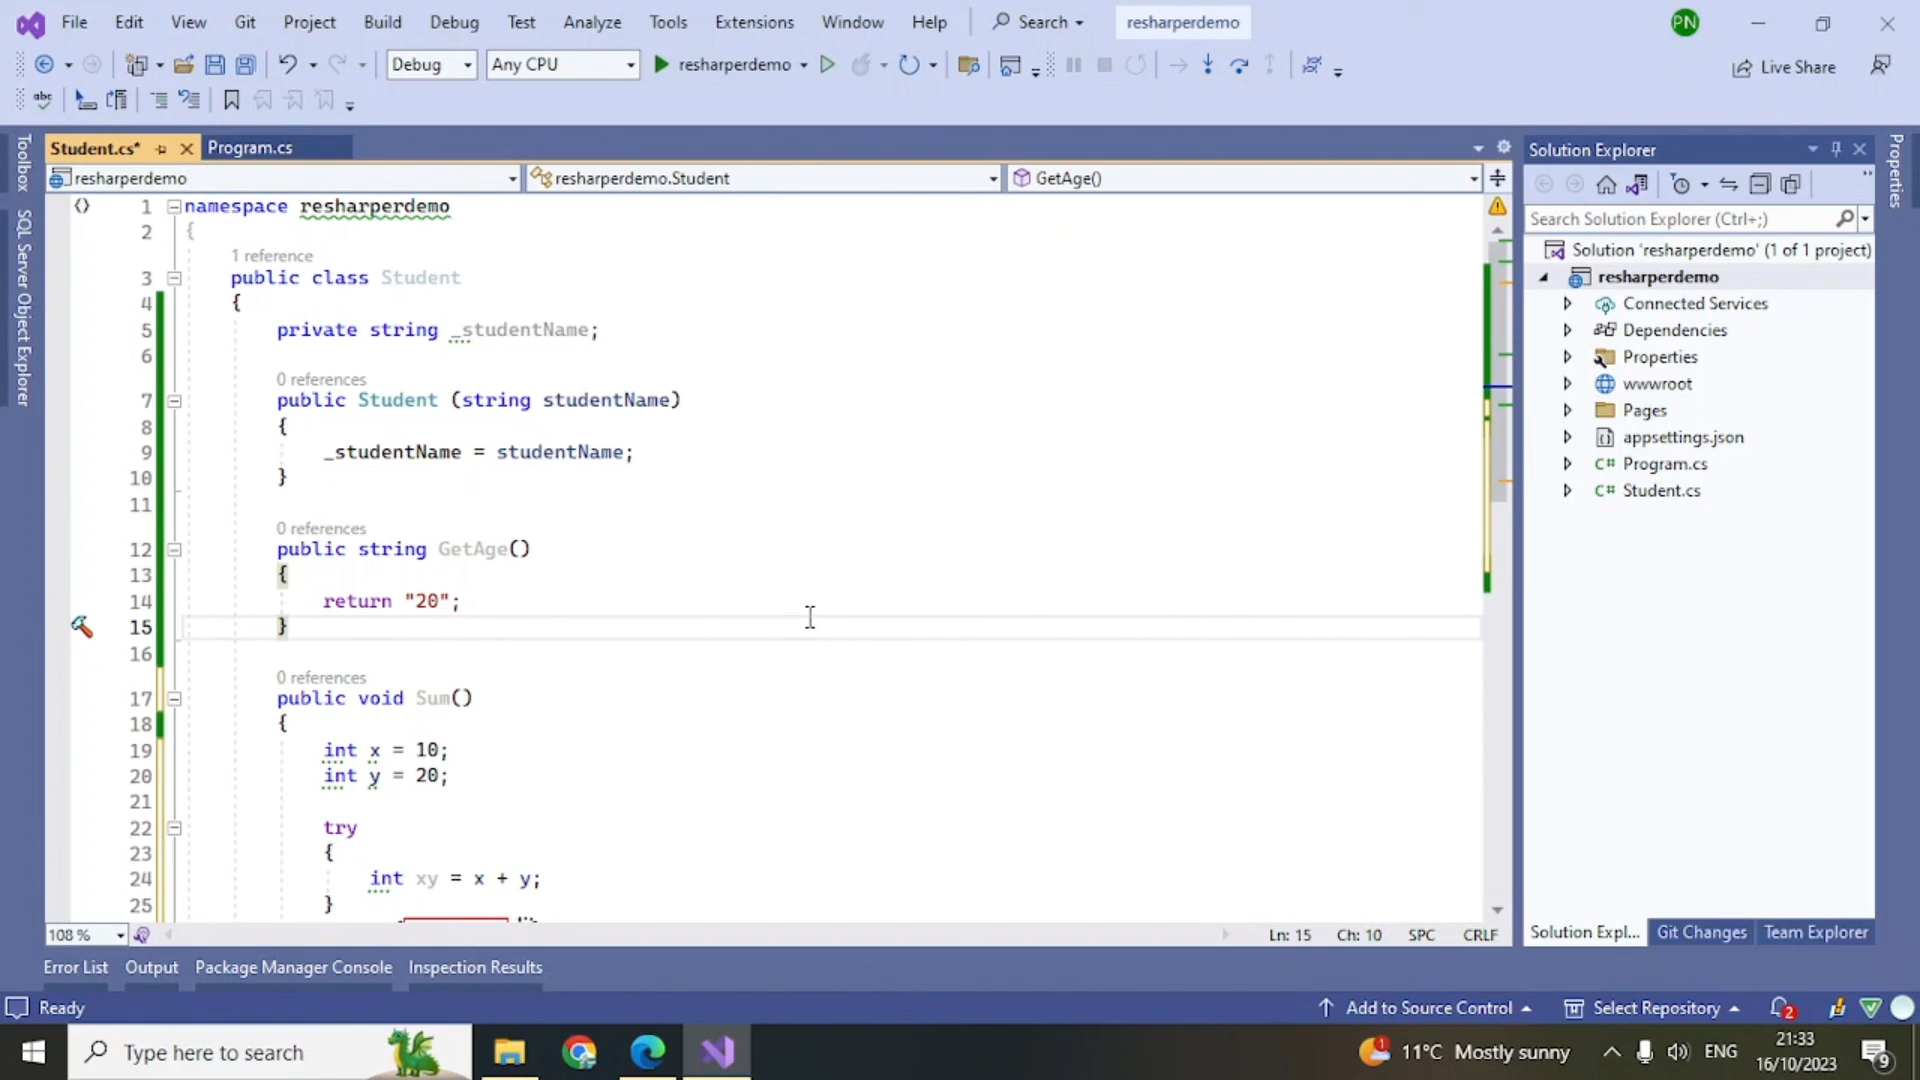 File Edit View Git Project Build Debug Test Analyze Tools Extensions Window Help Search resharperdemo PN
Debug Any CPU resharperdemo Live Share
abc
Toolbox
SQL Server Object Explorer
Student.cs* Program.cs
resharperdemo resharperdemo.Student GetAge()
1 namespace resharperdemo
2 {
1 reference
3 public class Student
4 {
5 private string _studentName;
6
0 references
7 public Student (string studentName)
8 {
9 _studentName = studentName;
10 }
11
0 references
12 public string GetAge()
13 {
14 return "20";
15 }
16
0 references
17 public void Sum()
18 {
19 int x = 10;
20 int y = 20;
21
22 try
23 {
24 int xy = x + y;
25 }
108 % Ln: 15 Ch: 10 SPC CRLF
Solution Explorer
Search Solution Explorer (Ctrl+;)
Solution 'resharperdemo' (1 of 1 project)
resharperdemo
Connected Services
Dependencies
Properties
wwwroot
Pages
appsettings.json
C# Program.cs
C# Student.cs
Solution Expl... Git Changes Team Explorer
Properties
Error List Output Package Manager Console Inspection Results
Ready Add to Source Control Select Repository 2
Type here to search 1 11°C Mostly sunny ENG 21:33
16/10/2023 9